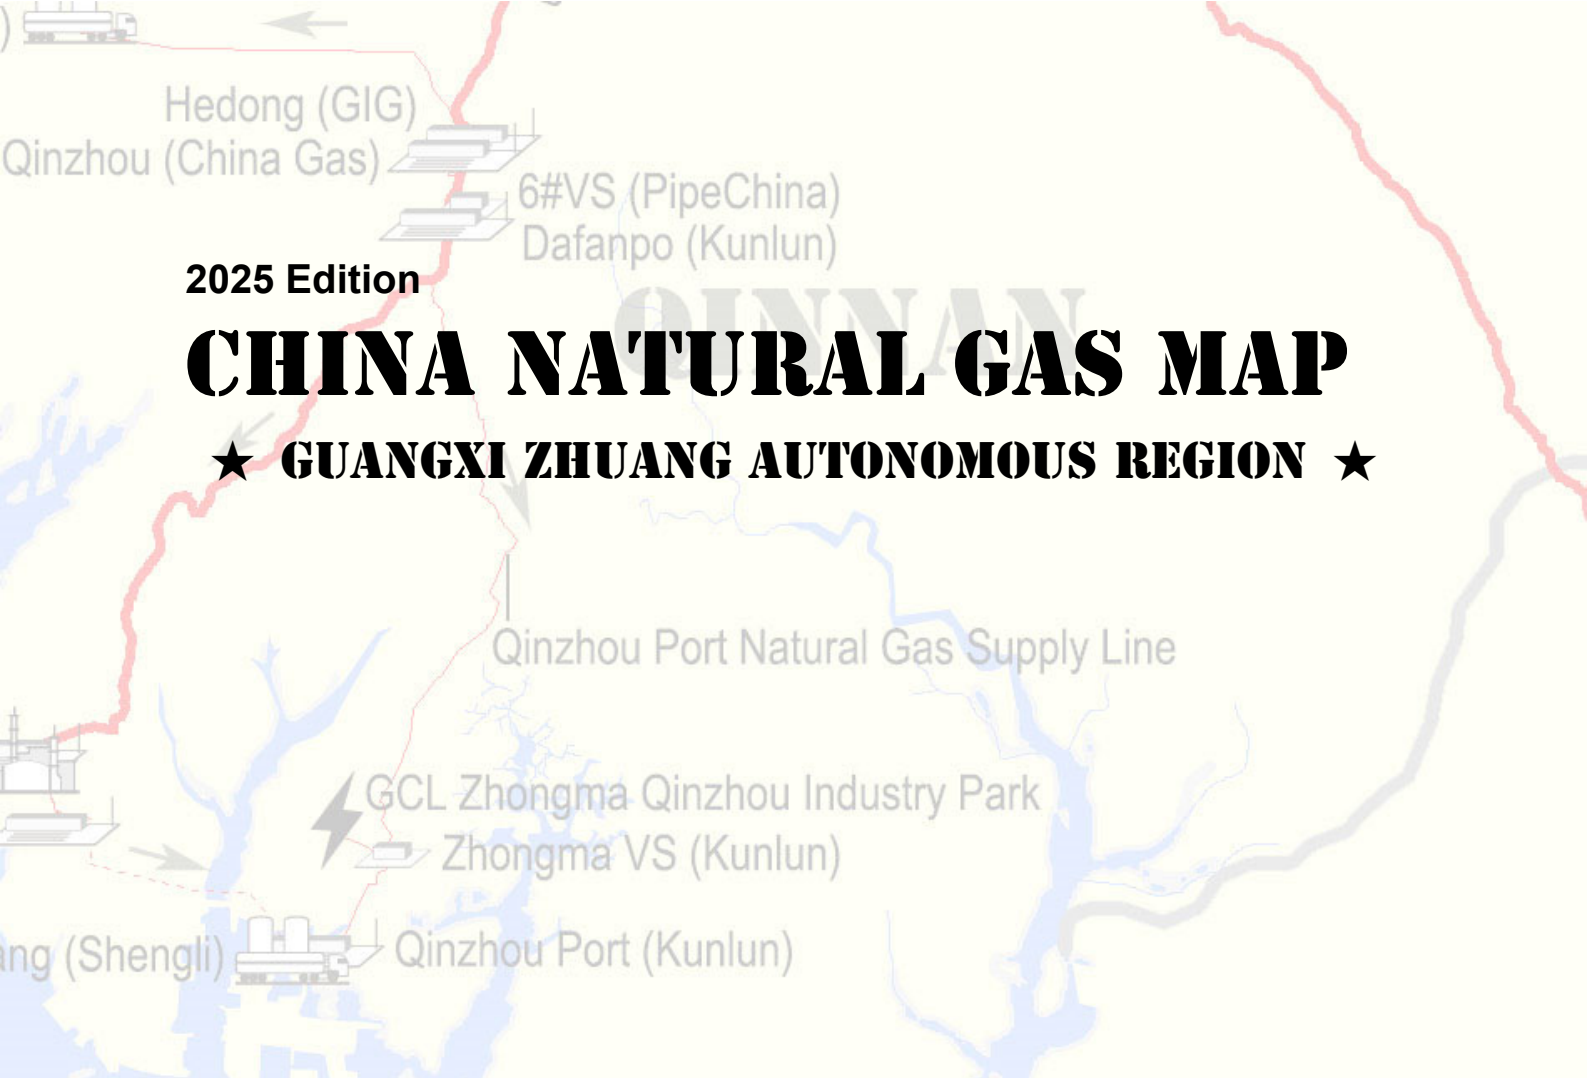 )
Hedong (GIG)
Qinzhou (China Gas)
6#VS (PipeChina)
Dafanpo (Kunlun)
2025 Edition
QINNAN
CHINA NATURAL GAS MAP
★ GUANGXI ZHUANG AUTONOMOUS REGION ★
Qinzhou Port Natural Gas Supply Line
GCL Zhongma Qinzhou Industry Park
Zhongma VS (Kunlun)
ang (Shengli)
Qinzhou Port (Kunlun)